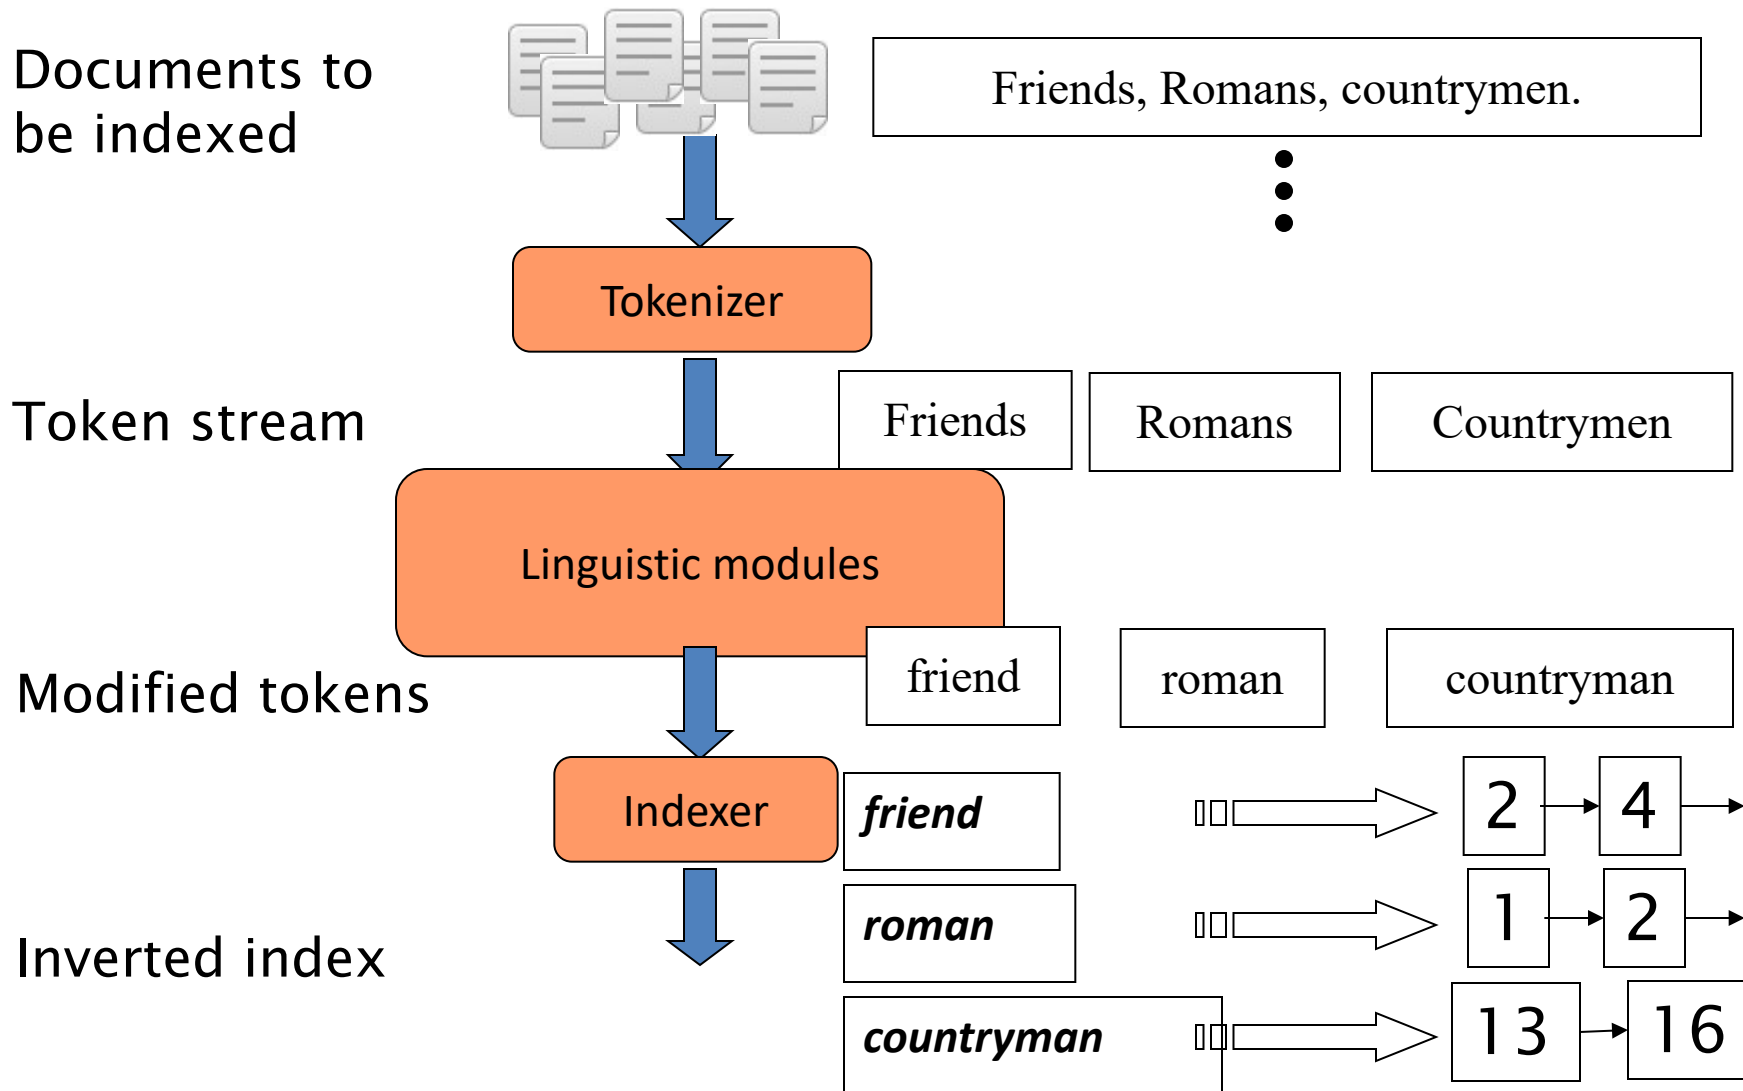 Documents to
be indexed
Friends, Romans, countrymen.
Tokenizer
Token stream
Friends
Romans
Countrymen
Linguistic modules
Modified tokens
friend
roman
countryman
Indexer
friend
2
4
roman
1
2
Inverted index
countryman
13
16